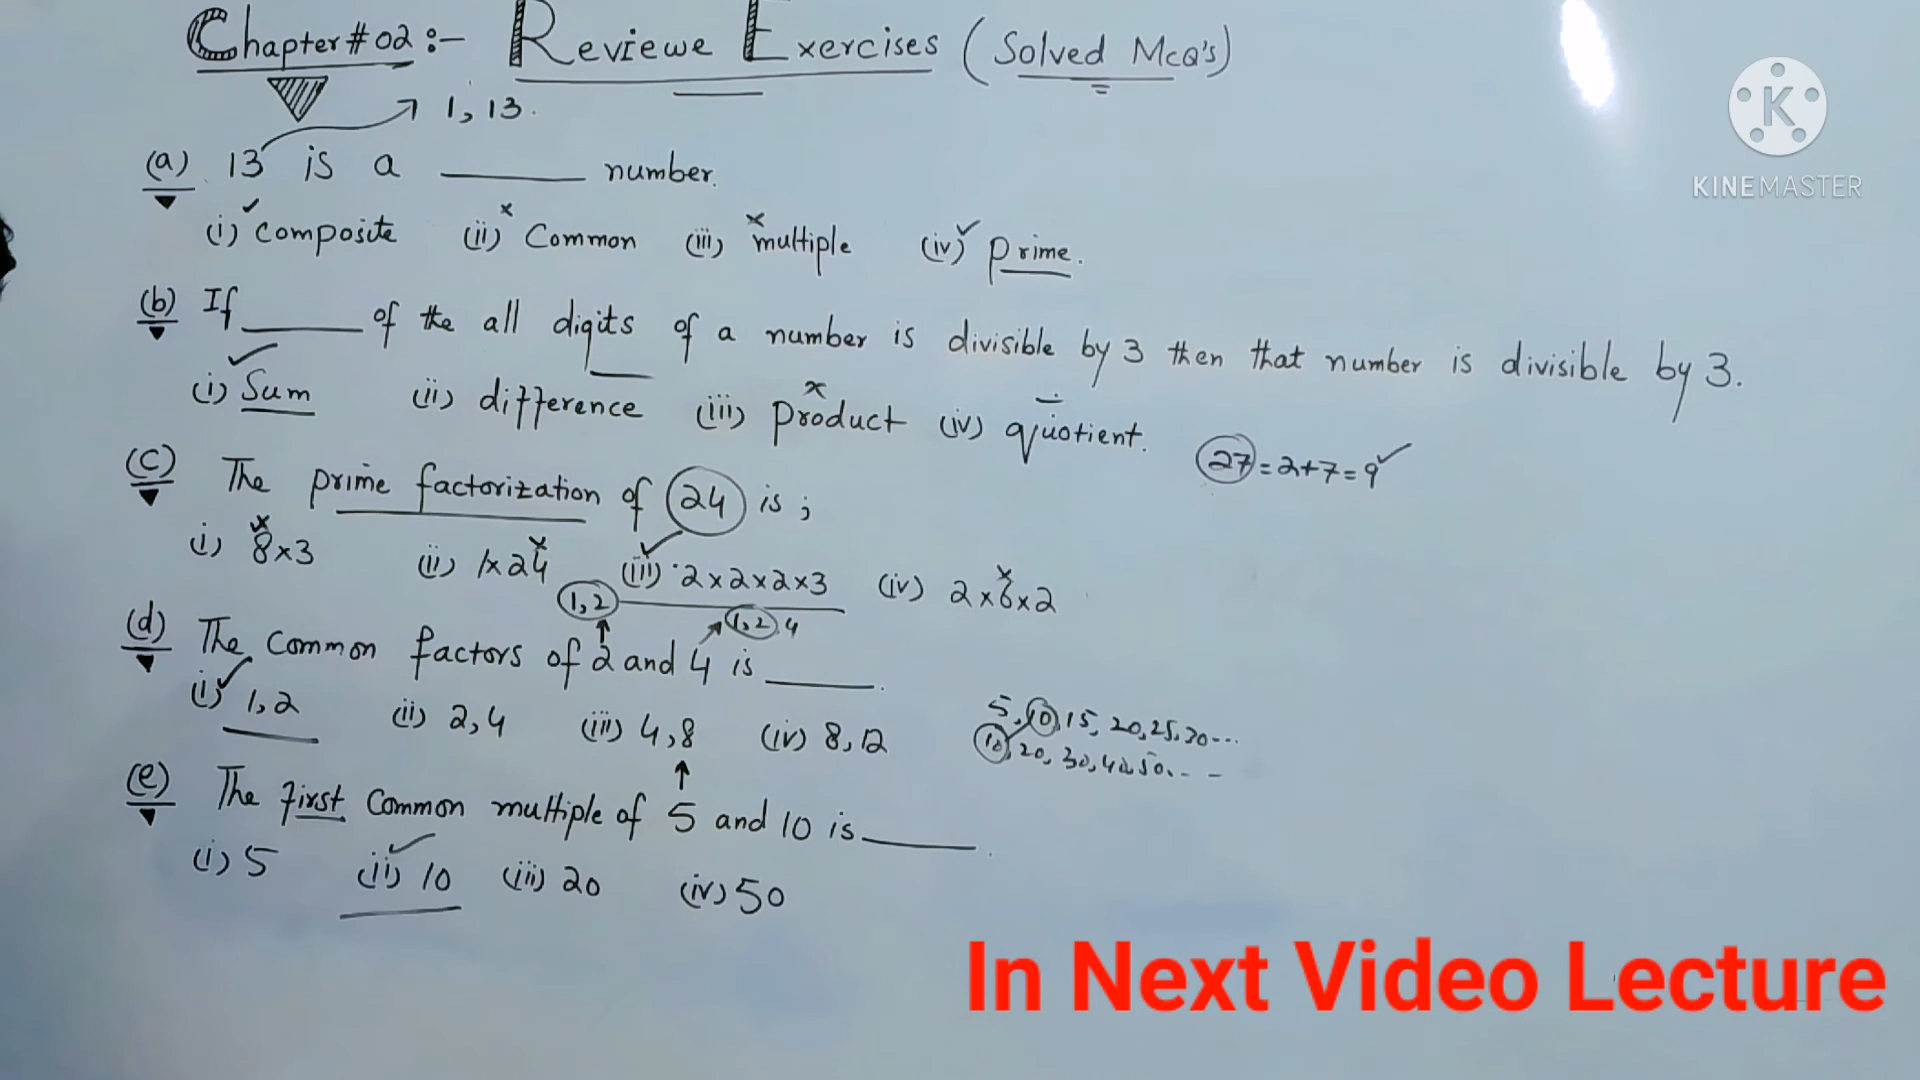 Chapter # 02 :- Reviewe Exercises (Solved Mcq's)
1, 13.
KINEMASTER
(a) 13 is a ______ number.
(i) composite (ii) Common (iii) multiple (iv) prime.
(b) If ______ of the all digits of a number is divisible by 3 then that number is divisible by 3.
(i) Sum (ii) difference (iii) product (iv) quotient.
27 = 2+7 = 9
(c) The prime factorization of 24 is ;
(i) 8×3 (ii) 1×24 (iii) 2×2×2×3 (iv) 2×6×2
1, 2
1, 2, 4
(d) The Common factors of 2 and 4 is ______.
(i) 1, 2 (ii) 2, 4 (iii) 4, 8 (iv) 8, 12
5, 10, 15, 20, 25, 30 ...
10, 20, 30, 40, 50, - -
(e) The first Common multiple of 5 and 10 is ______.
(i) 5 (ii) 10 (iii) 20 (iv) 50
In Next Video Lecture